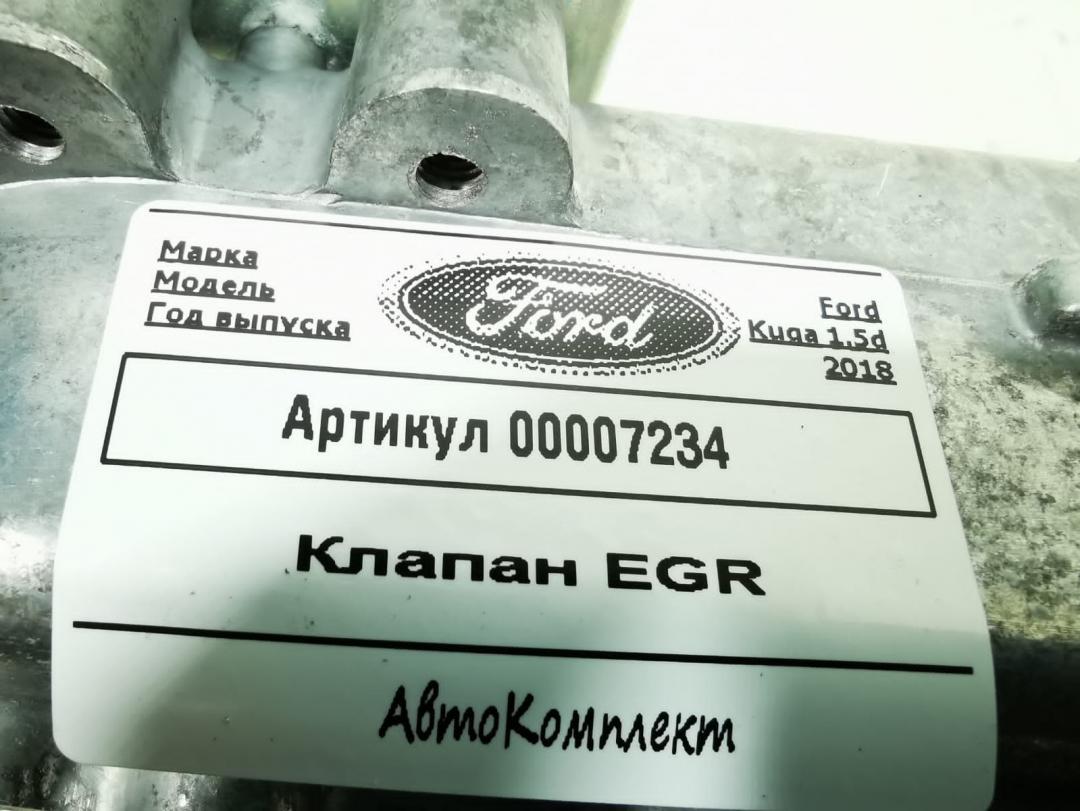 Марка
Модель
Год выпуска
Ford
Ford
Kuga 1,5d
2018
Артикул 00007234
Клапан EGR
АвтоКомплект